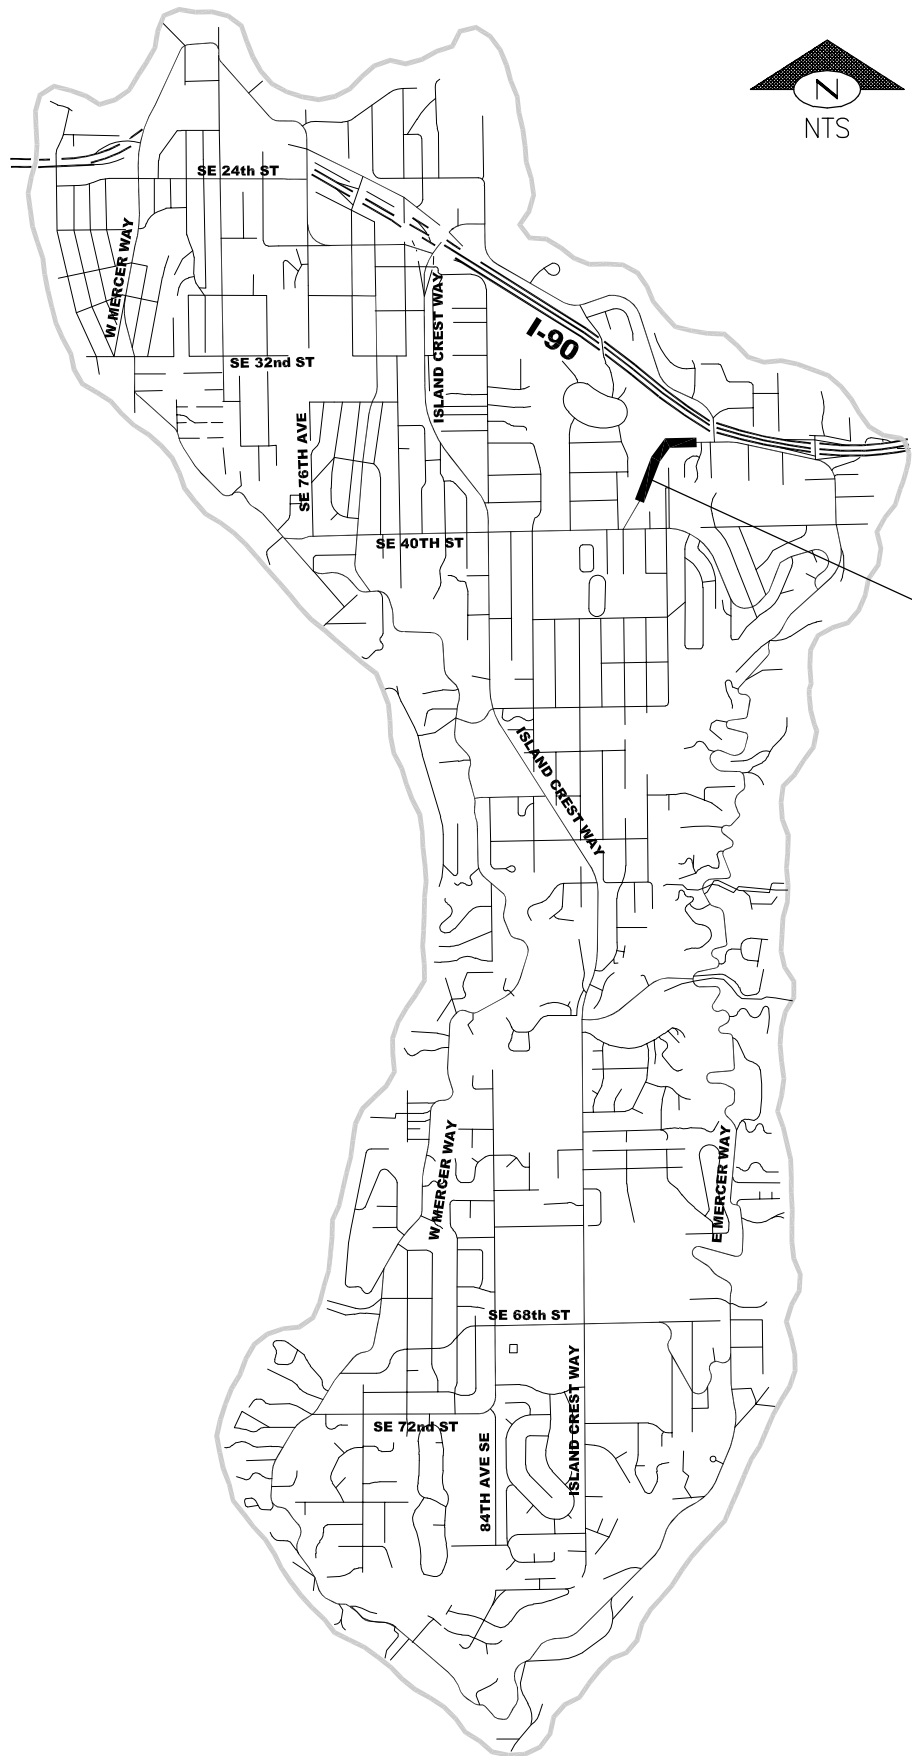 N
NTS
SE 24th ST
W MERCER WAY
ISLAND CREST WAY
I-90
SE 32nd ST
SE 76TH AVE
SE 40TH ST
ISLAND CREST WAY
W MERCER WAY
E MERCER WAY
SE 68th ST
ISLAND CREST WAY
SE 72nd ST
84TH AVE SE